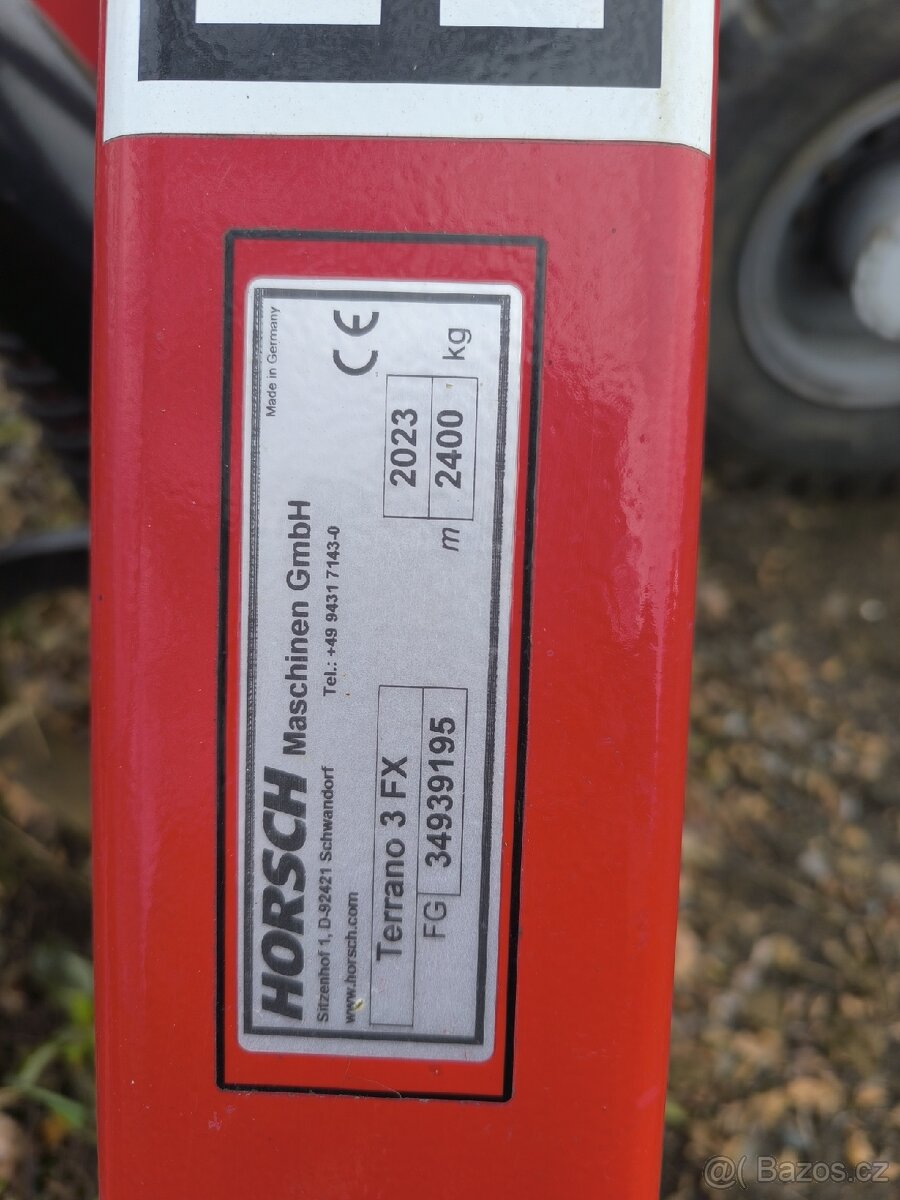 Made in Germany
HORSCH Maschinen GmbH
CE
Sitzenhof 1, D-92421 Schwandorf Tel.: +49 9431 7143-0
www.horsch.com
Terrano 3 FX 2023
FG 34939195 m 2400 kg
@( Bazos.cz